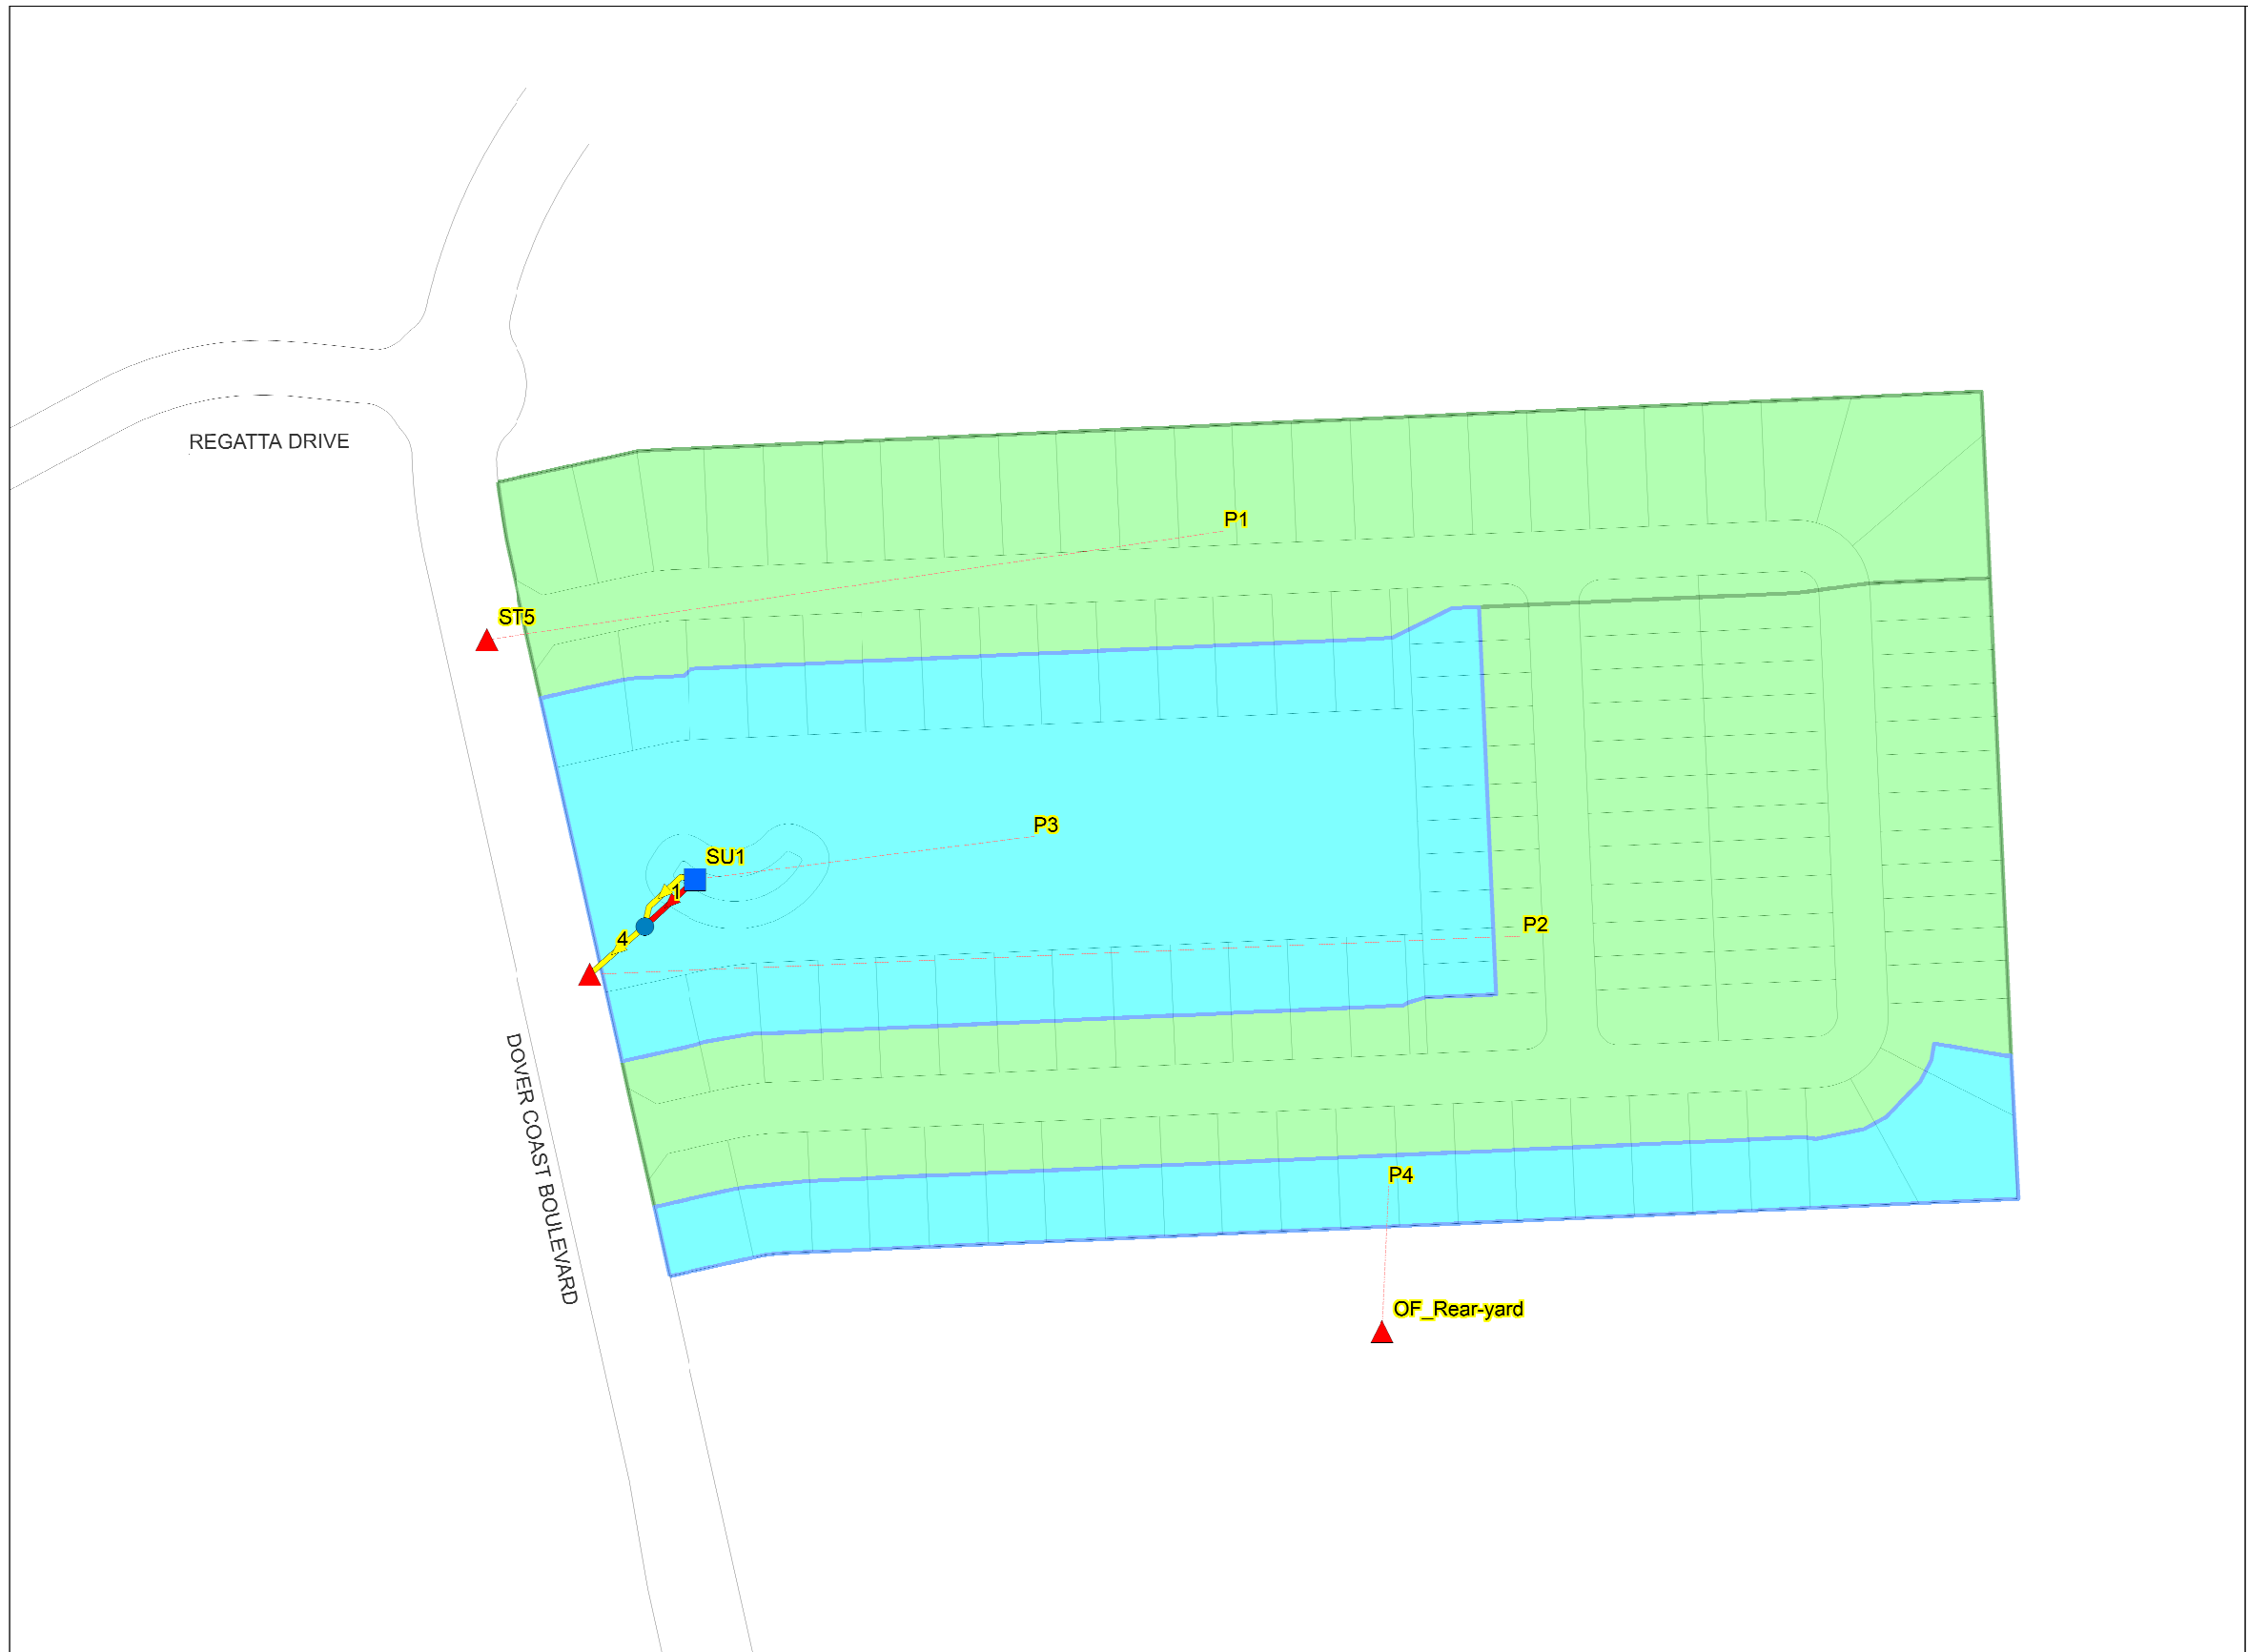 REGATTA DRIVE
P1
ST5
P3
SU1
1
P2
4
DOVER COAST BOULEVARD
P4
OF_Rear-yard